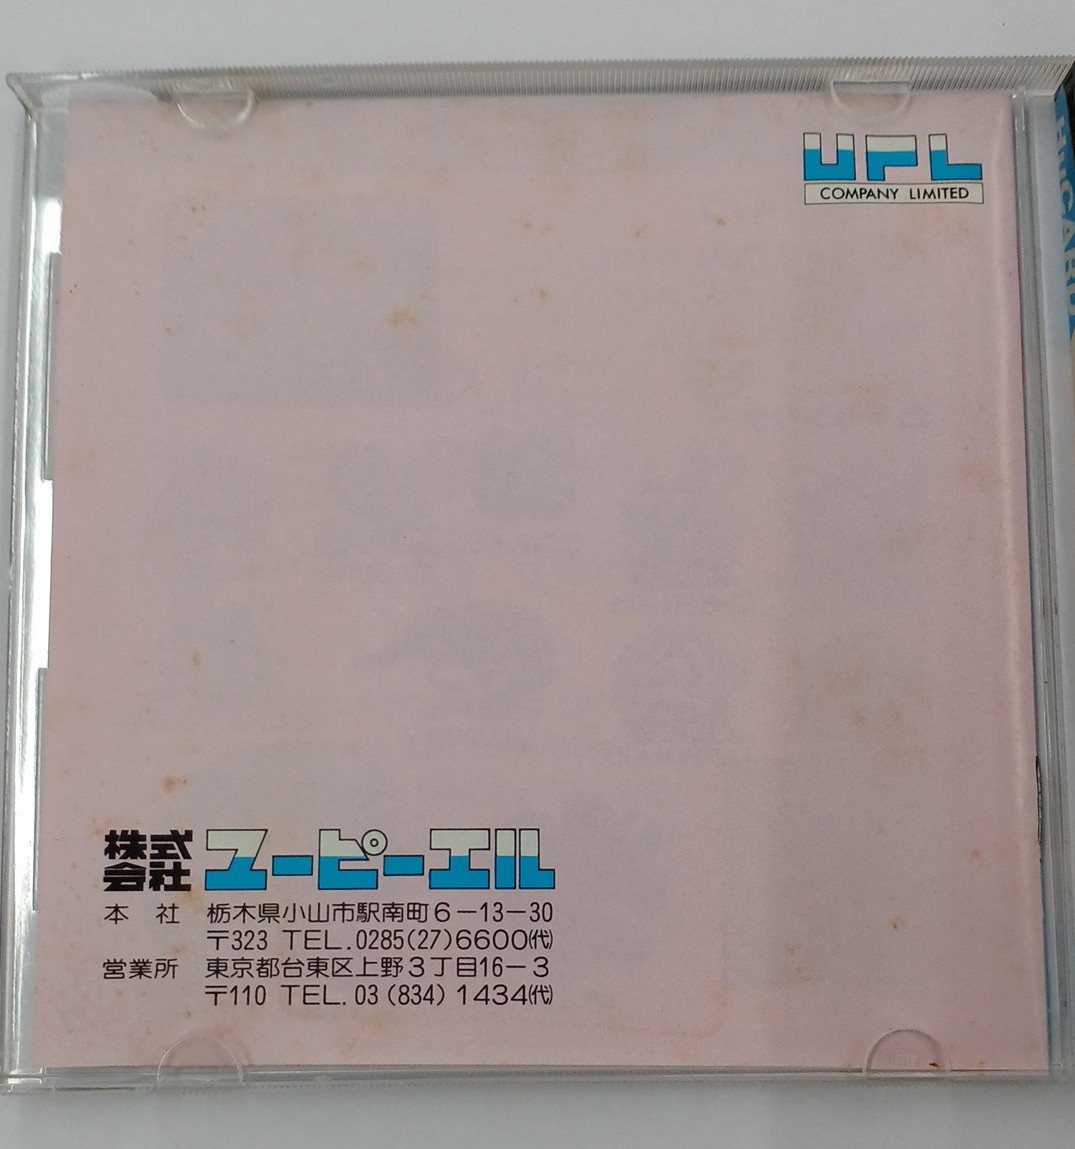 UPL
COMPANY LIMITED
HuCARD
株式会社 ユーピーエル
本 社 栃木県小山市駅南町6-13-30
〒323 TEL.0285(27)6600(代)
営業所 東京都台東区上野3丁目16-3
〒110 TEL. 03 (834) 1434(代)